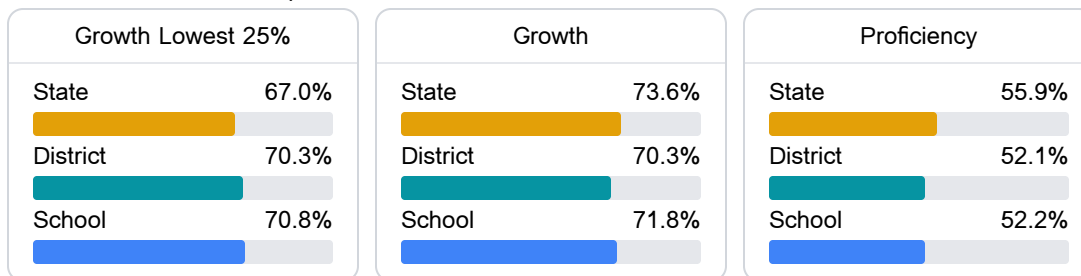 Growth Lowest 25%
State 67.0%
District 70.3%
School 70.8%
Growth
State 73.6%
District 70.3%
School 71.8%
Proficiency
State 55.9%
District 52.1%
School 52.2%